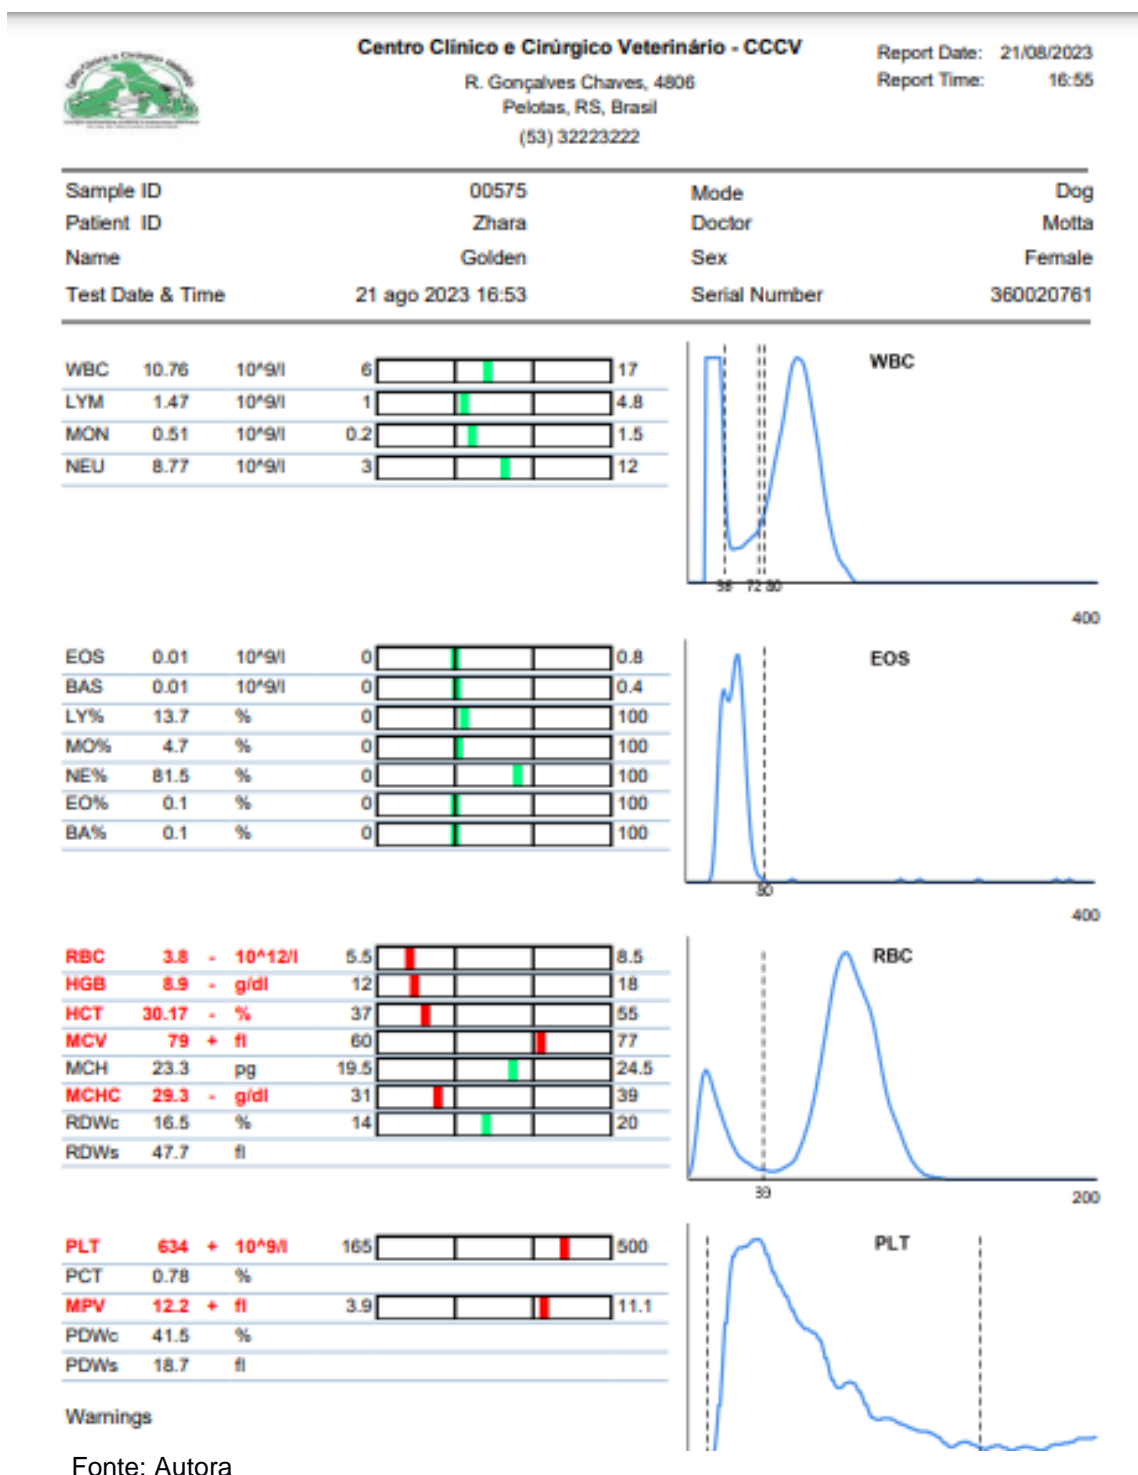 Centro Clínico e Cirúrgico Veterinário - CCCV
R. Gonçalves Chaves, 4806
Pelotas, RS, Brasil
(53) 32223222
Report Date: 21/08/2023
Report Time: 16:55
Sample ID 00575 Mode Dog
Patient ID Zhara Doctor Motta
Name Golden Sex Female
Test Date & Time 21 ago 2023 16:53 Serial Number 360020761
WBC 10.76 10^9/l 6 17
LYM 1.47 10^9/l 1 4.8
MON 0.51 10^9/l 0.2 1.5
NEU 8.77 10^9/l 3 12
WBC
72 80
400
EOS 0.01 10^9/l 0 0.8
BAS 0.01 10^9/l 0 0.4
LY% 13.7 % 0 100
MO% 4.7 % 0 100
NE% 81.5 % 0 100
EO% 0.1 % 0 100
BA% 0.1 % 0 100
EOS
80
400
RBC 3.8 - 10^12/l 5.5 8.5
HGB 8.9 - g/dl 12 18
HCT 30.17 - % 37 55
MCV 79 + fl 60 77
MCH 23.3 pg 19.5 24.5
MCHC 29.3 - g/dl 31 39
RDWc 16.5 % 14 20
RDWs 47.7 fl
RBC
39
200
PLT 634 + 10^9/l 165 500
PCT 0.78 %
MPV 12.2 + fl 3.9 11.1
PDWc 41.5 %
PDWs 18.7 fl
PLT
Warnings
Fonte: Autora